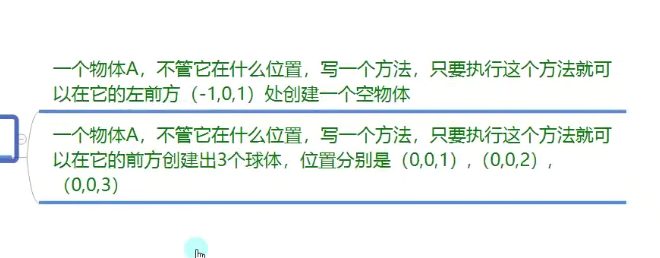 一个物体A，不管它在什么位置，写一个方法，只要执行这个方法就可
以在它的左前方（-1,0,1）处创建一个空物体
一个物体A，不管它在什么位置，写一个方法，只要执行这个方法就可
以在它的前方创建出3个球体，位置分别是（0,0,1）,（0,0,2）,
（0,0,3）